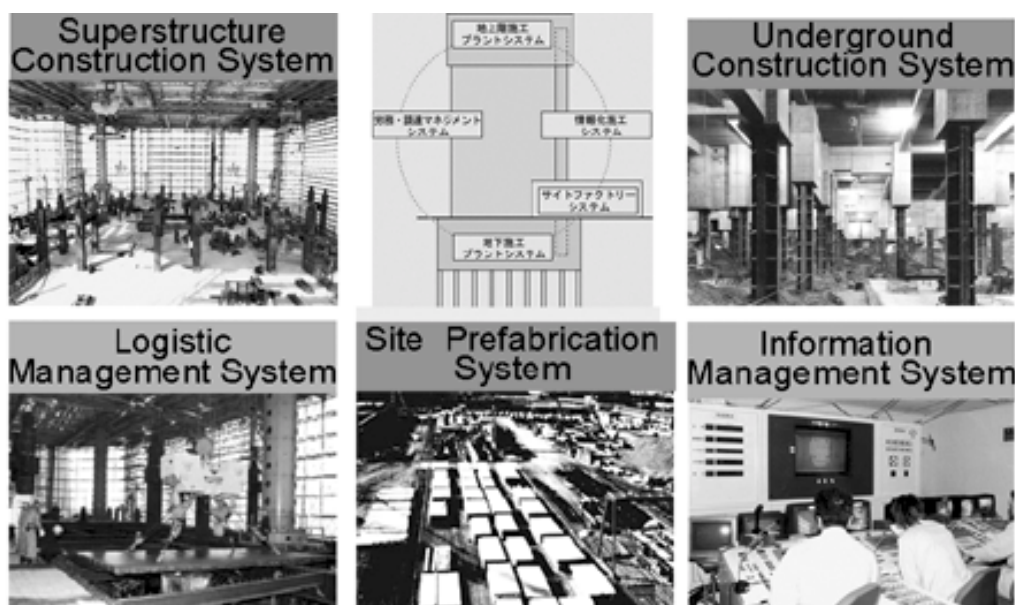 Superstructure
Construction System
地上階施工
プラントシステム
労務・調達マネジメント
システム
情報化施工
システム
サイトファクトリー
システム
地下施工
プラントシステム
Underground
Construction System
Logistic
Management System
Site Prefabrication
System
Information
Management System